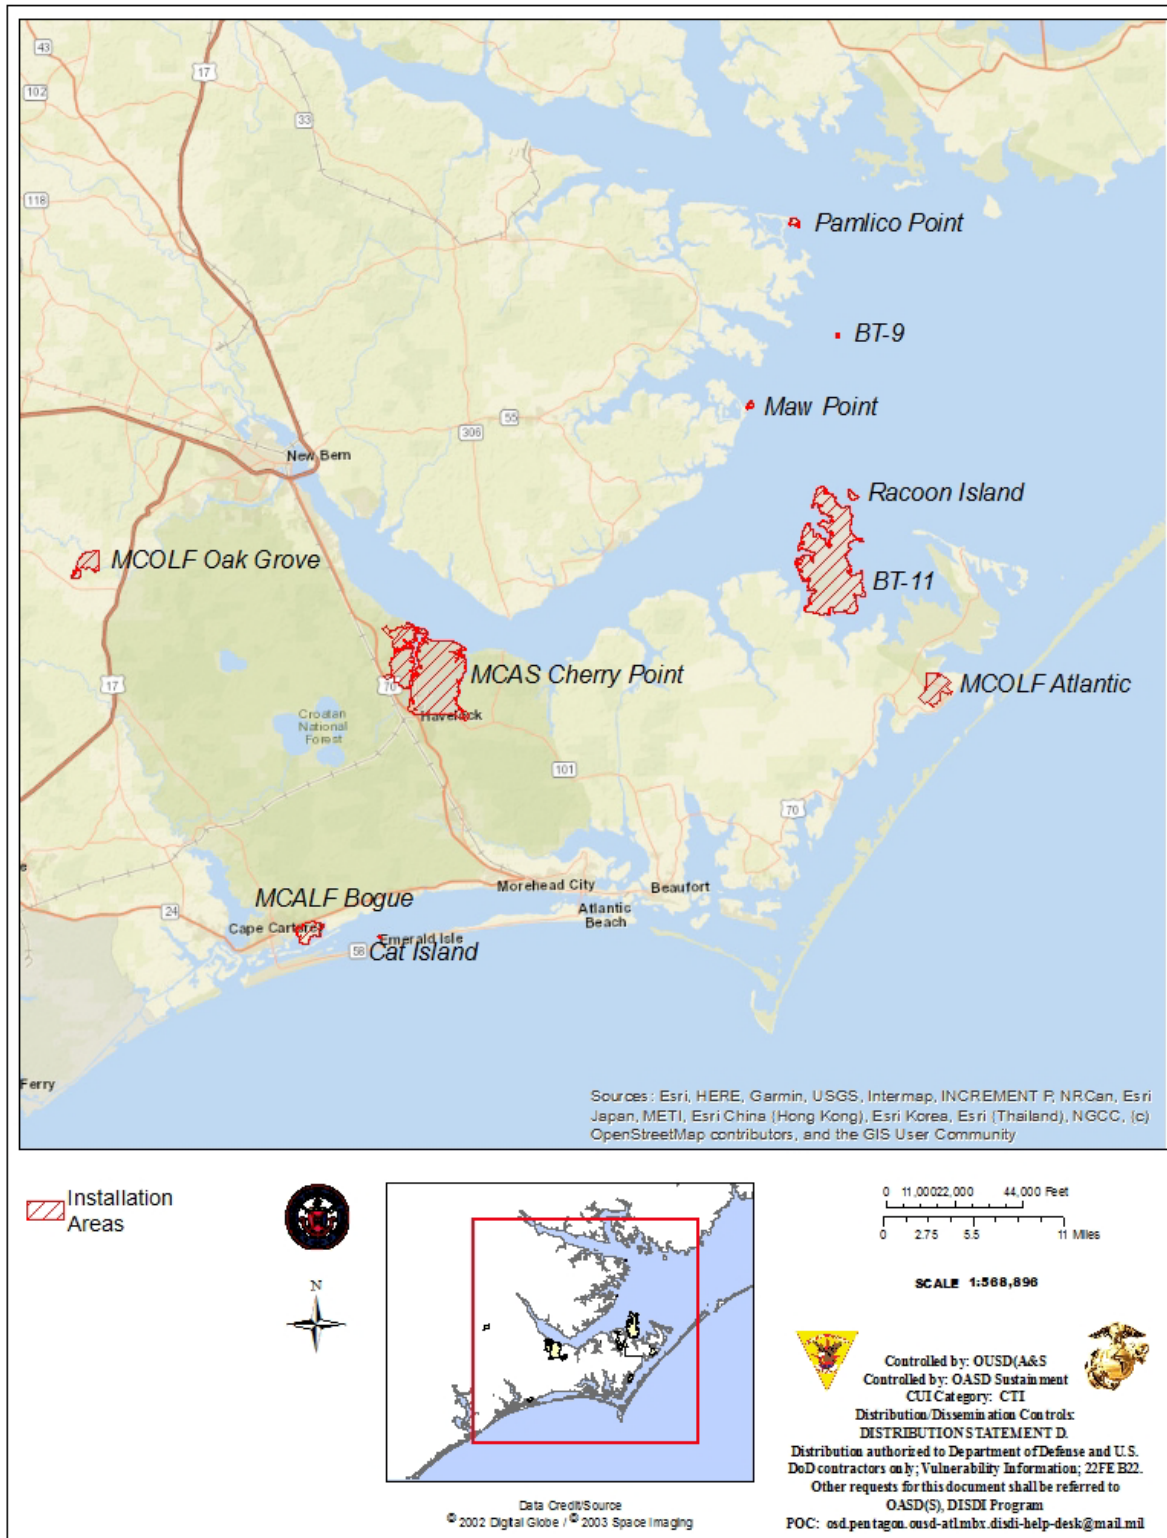 43
17
102
33
118
Pamlico Point
BT-9
Maw Point
55
306
New Bern
Racoon Island
MCOLF Oak Grove
BT-11
MCAS Cherry Point
MCOLF Atlantic
17
70
Havelock
Croatan
National
Forest
101
70
MCALF Bogue
Morehead City
Beaufort
24
Atlantic
Beach
Cape Carteret
Emerald Isle
58
Cat Island
e
Ferry
Sources: Esri, HERE, Garmin, USGS, Intermap, INCREMENT P, NRCan, Esri
Japan, METI, Esri China (Hong Kong), Esri Korea, Esri (Thailand), NGCC, (c)
OpenStreetMap contributors, and the GIS User Community
Installation
Areas
N
0 11,00022,000 44,000 Feet
0 2.75 5.5 11 Miles
SCALE 1:568,896
Controlled by: OUSD(A&S
Controlled by: OASD Sustainment
CUI Category: CTI
Distribution/Dissemination Controls:
DISTRIBUTION STATEMENT D.
Distribution authorized to Department of Defense and U.S.
DoD contractors only; Vulnerability Information; 22FEB22.
Other requests for this document shall be referred to
OASD(S), DISDI Program
POC: osd.pentagon.ousd-atl.mbx.disdi-help-desk@mail.mil
Data Credit/Source
© 2002 Digital Globe / © 2003 Space Imaging